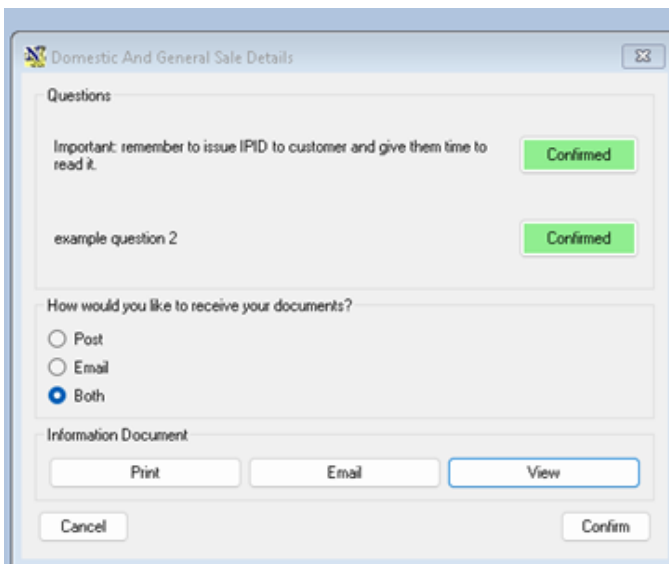 Domestic And General Sale Details
Questions
Important: remember to issue IPID to customer and give them time to
read it.
Confirmed
example question 2
Confirmed
How would you like to receive your documents?
Post
Email
Both
Information Document
Print
Email
View
Cancel
Confirm